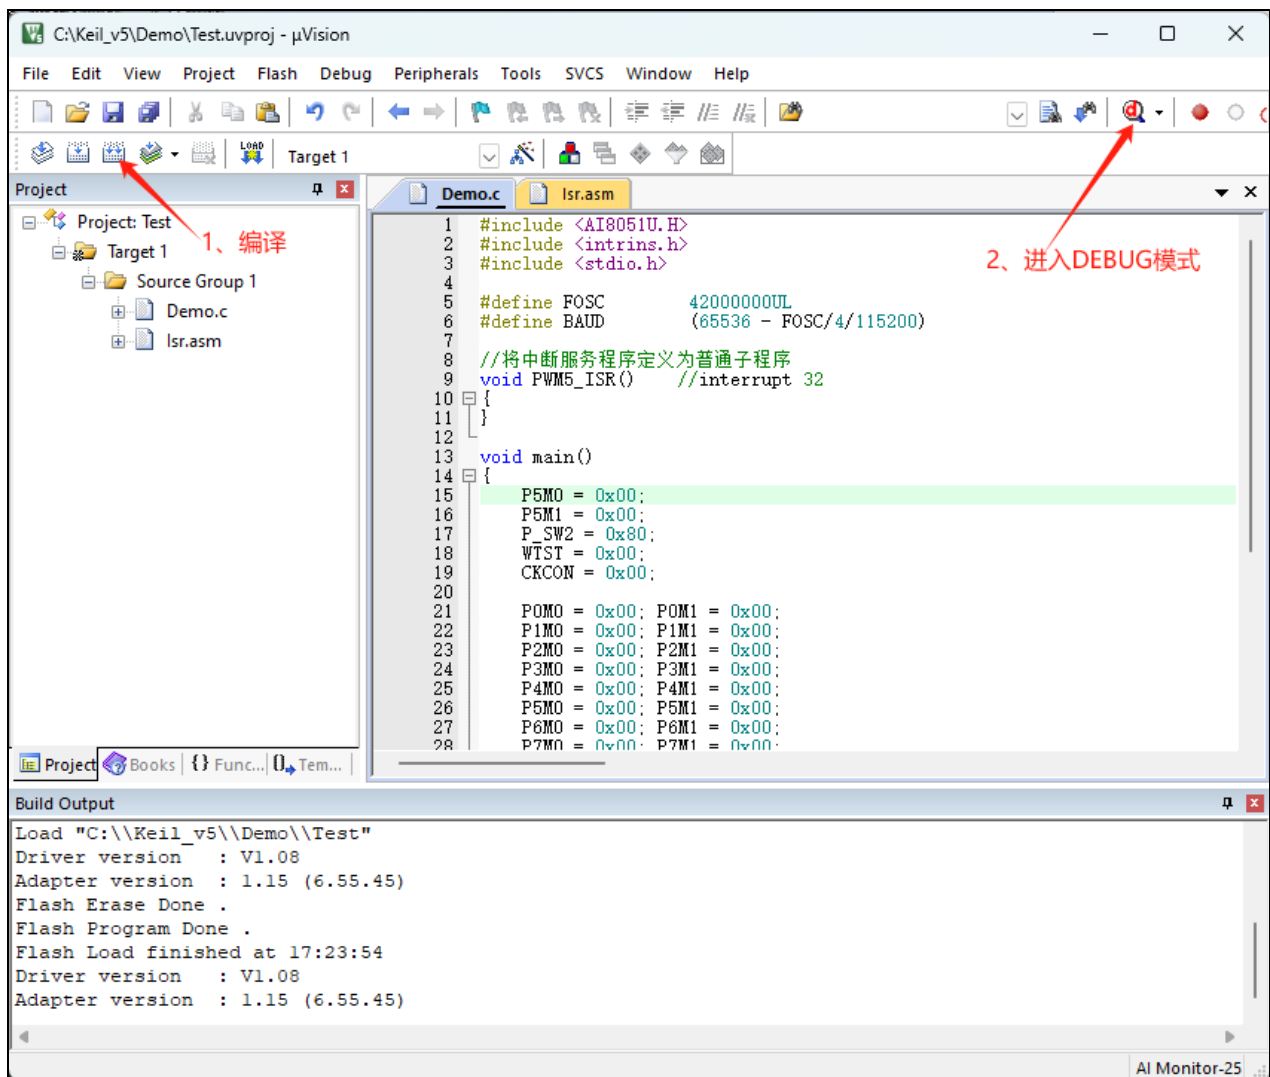 C:\Keil_v5\Demo\Test.uvproj - µVision
File Edit View Project Flash Debug Peripherals Tools SVCS Window Help
LOAD
Target 1
Project
Project: Test
Target 1
Source Group 1
Demo.c
Isr.asm
1、编译
2、进入DEBUG模式
Demo.c Isr.asm
1 #include <AI8051U.H>
2 #include <intrins.h>
3 #include <stdio.h>
4
5 #define FOSC 42000000UL
6 #define BAUD (65536 - FOSC/4/115200)
7
8 //将中断服务程序定义为普通子程序
9 void PWM5_ISR() //interrupt 32
10 {
11 }
12
13 void main()
14 {
15 P5M0 = 0x00;
16 P5M1 = 0x00;
17 P_SW2 = 0x80;
18 WTST = 0x00;
19 CKCON = 0x00;
20
21 P0M0 = 0x00; P0M1 = 0x00;
22 P1M0 = 0x00; P1M1 = 0x00;
23 P2M0 = 0x00; P2M1 = 0x00;
24 P3M0 = 0x00; P3M1 = 0x00;
25 P4M0 = 0x00; P4M1 = 0x00;
26 P5M0 = 0x00; P5M1 = 0x00;
27 P6M0 = 0x00; P6M1 = 0x00;
28 P7M0 = 0x00; P7M1 = 0x00;
Project Books {} Func... Tem...
Build Output
Load "C:\\Keil_v5\\Demo\\Test"
Driver version : V1.08
Adapter version : 1.15 (6.55.45)
Flash Erase Done .
Flash Program Done .
Flash Load finished at 17:23:54
Driver version : V1.08
Adapter version : 1.15 (6.55.45)
AI Monitor-25